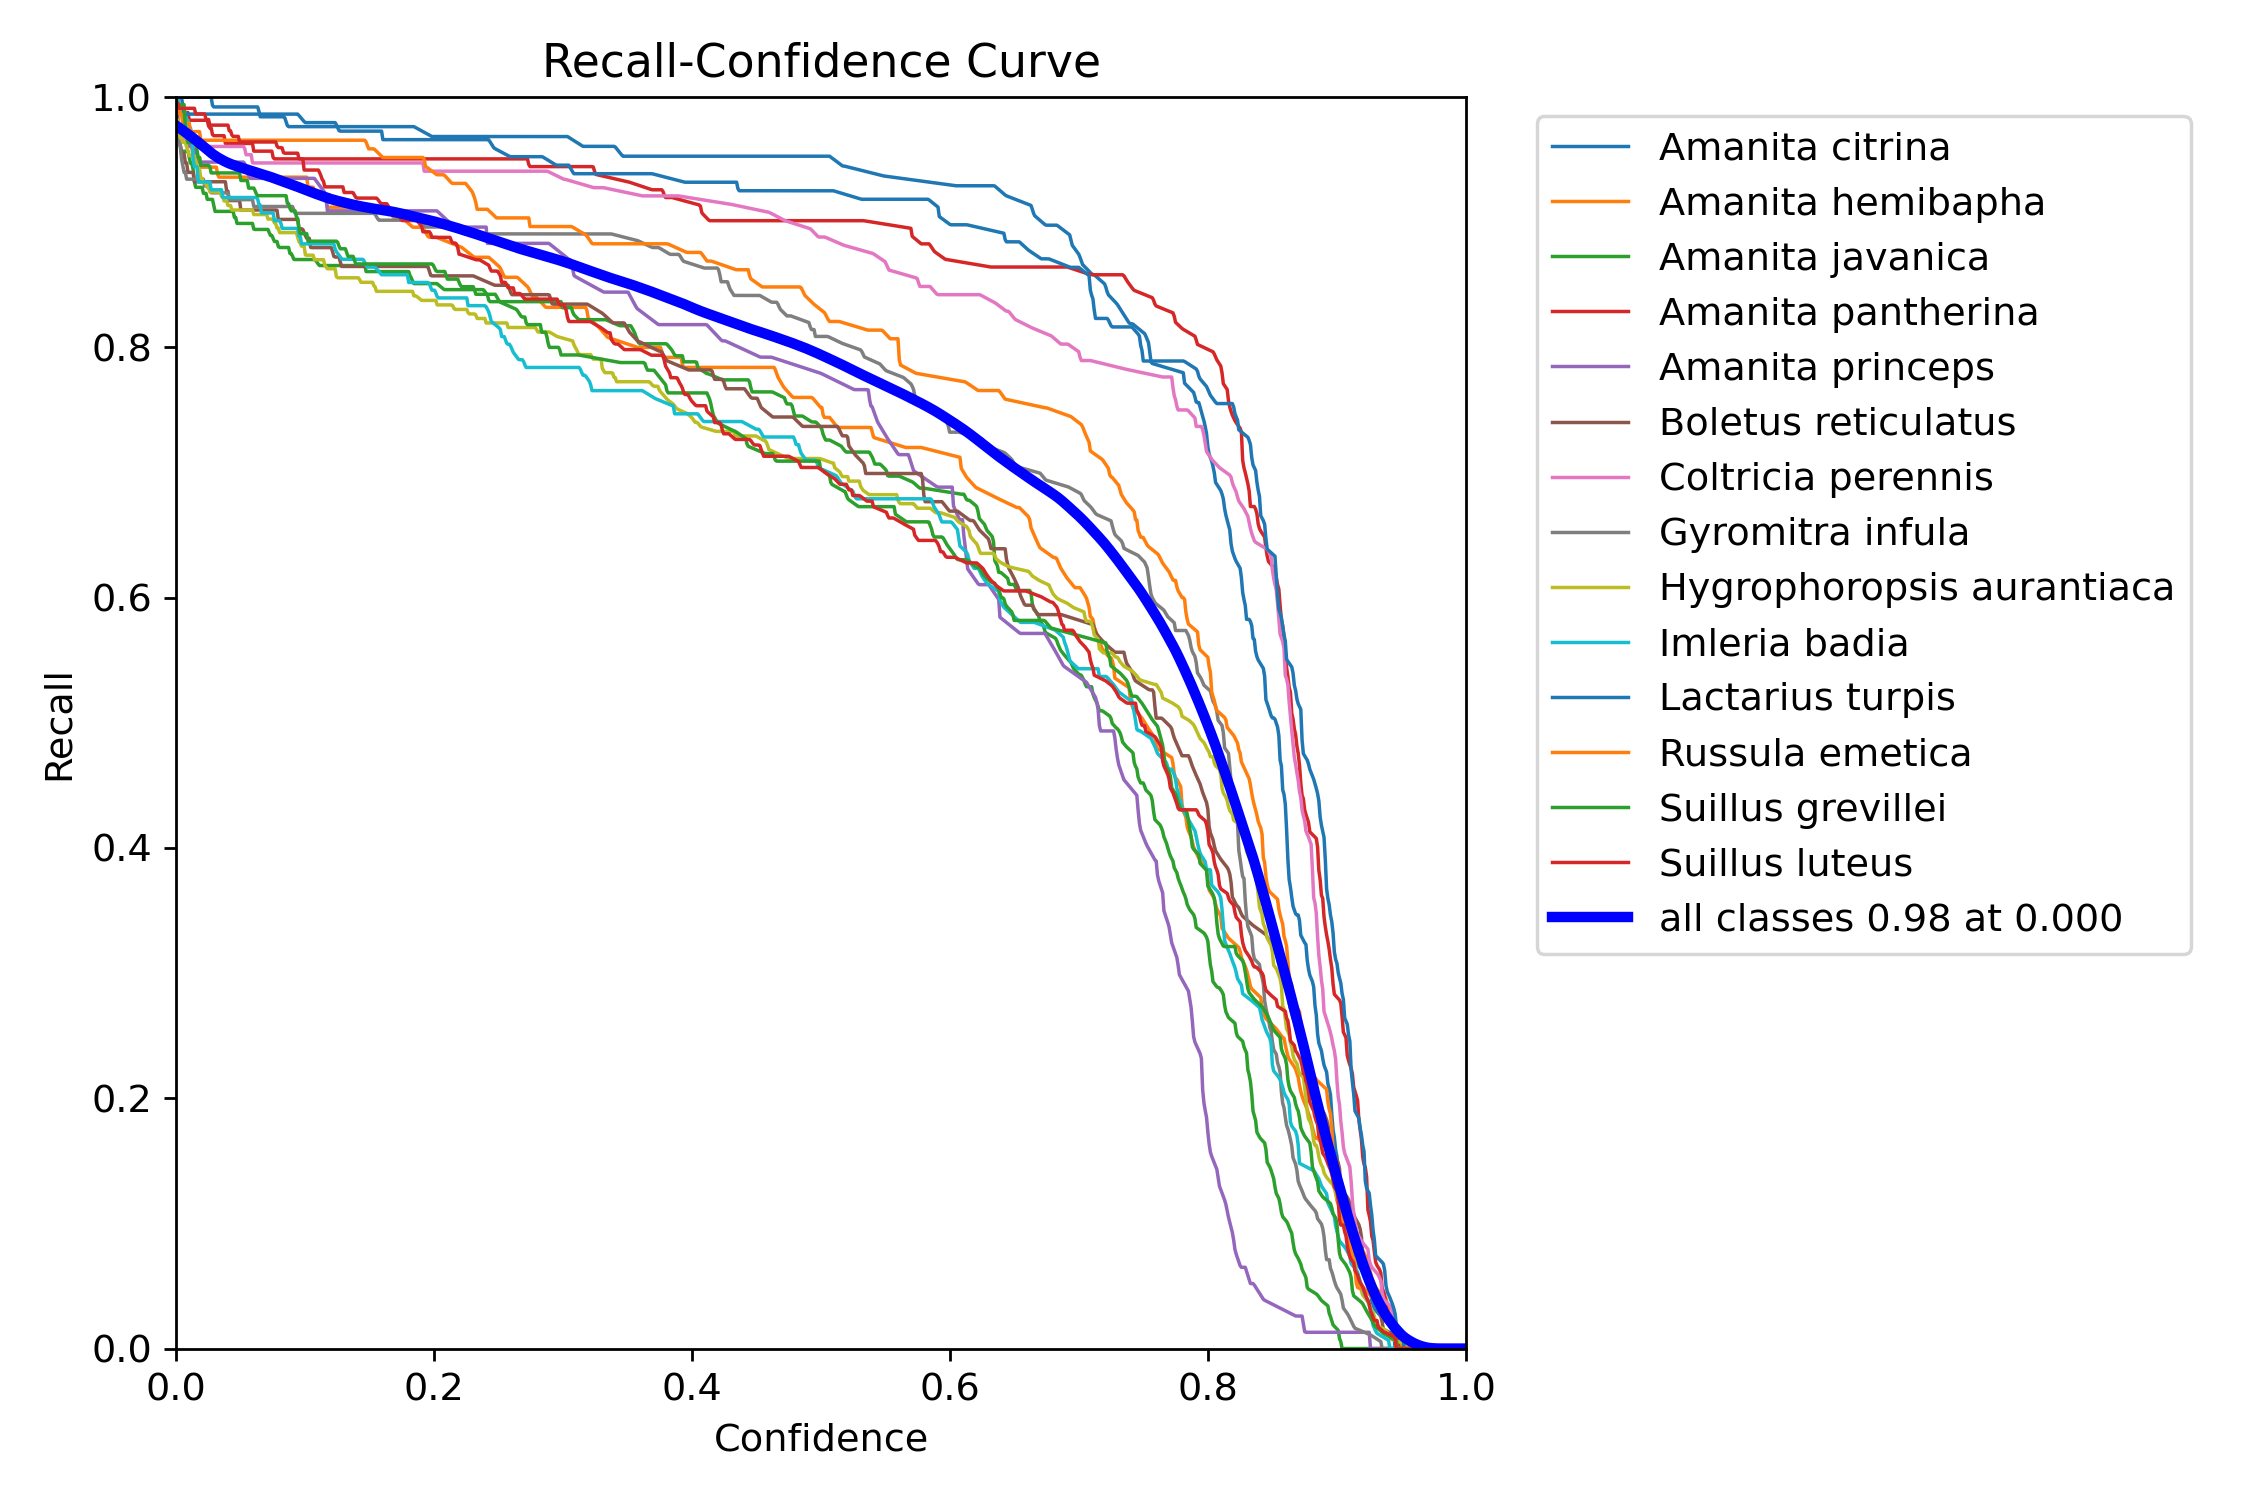 Recall-Confidence Curve
1.0
0.8
0.6
0.4
0.2
0.0
Recall
0.0 0.2 0.4 0.6 0.8 1.0
Confidence
Amanita citrina
Amanita hemibapha
Amanita javanica
Amanita pantherina
Amanita princeps
Boletus reticulatus
Coltricia perennis
Gyromitra infula
Hygrophoropsis aurantiaca
Imleria badia
Lactarius turpis
Russula emetica
Suillus grevillei
Suillus luteus
all classes 0.98 at 0.000